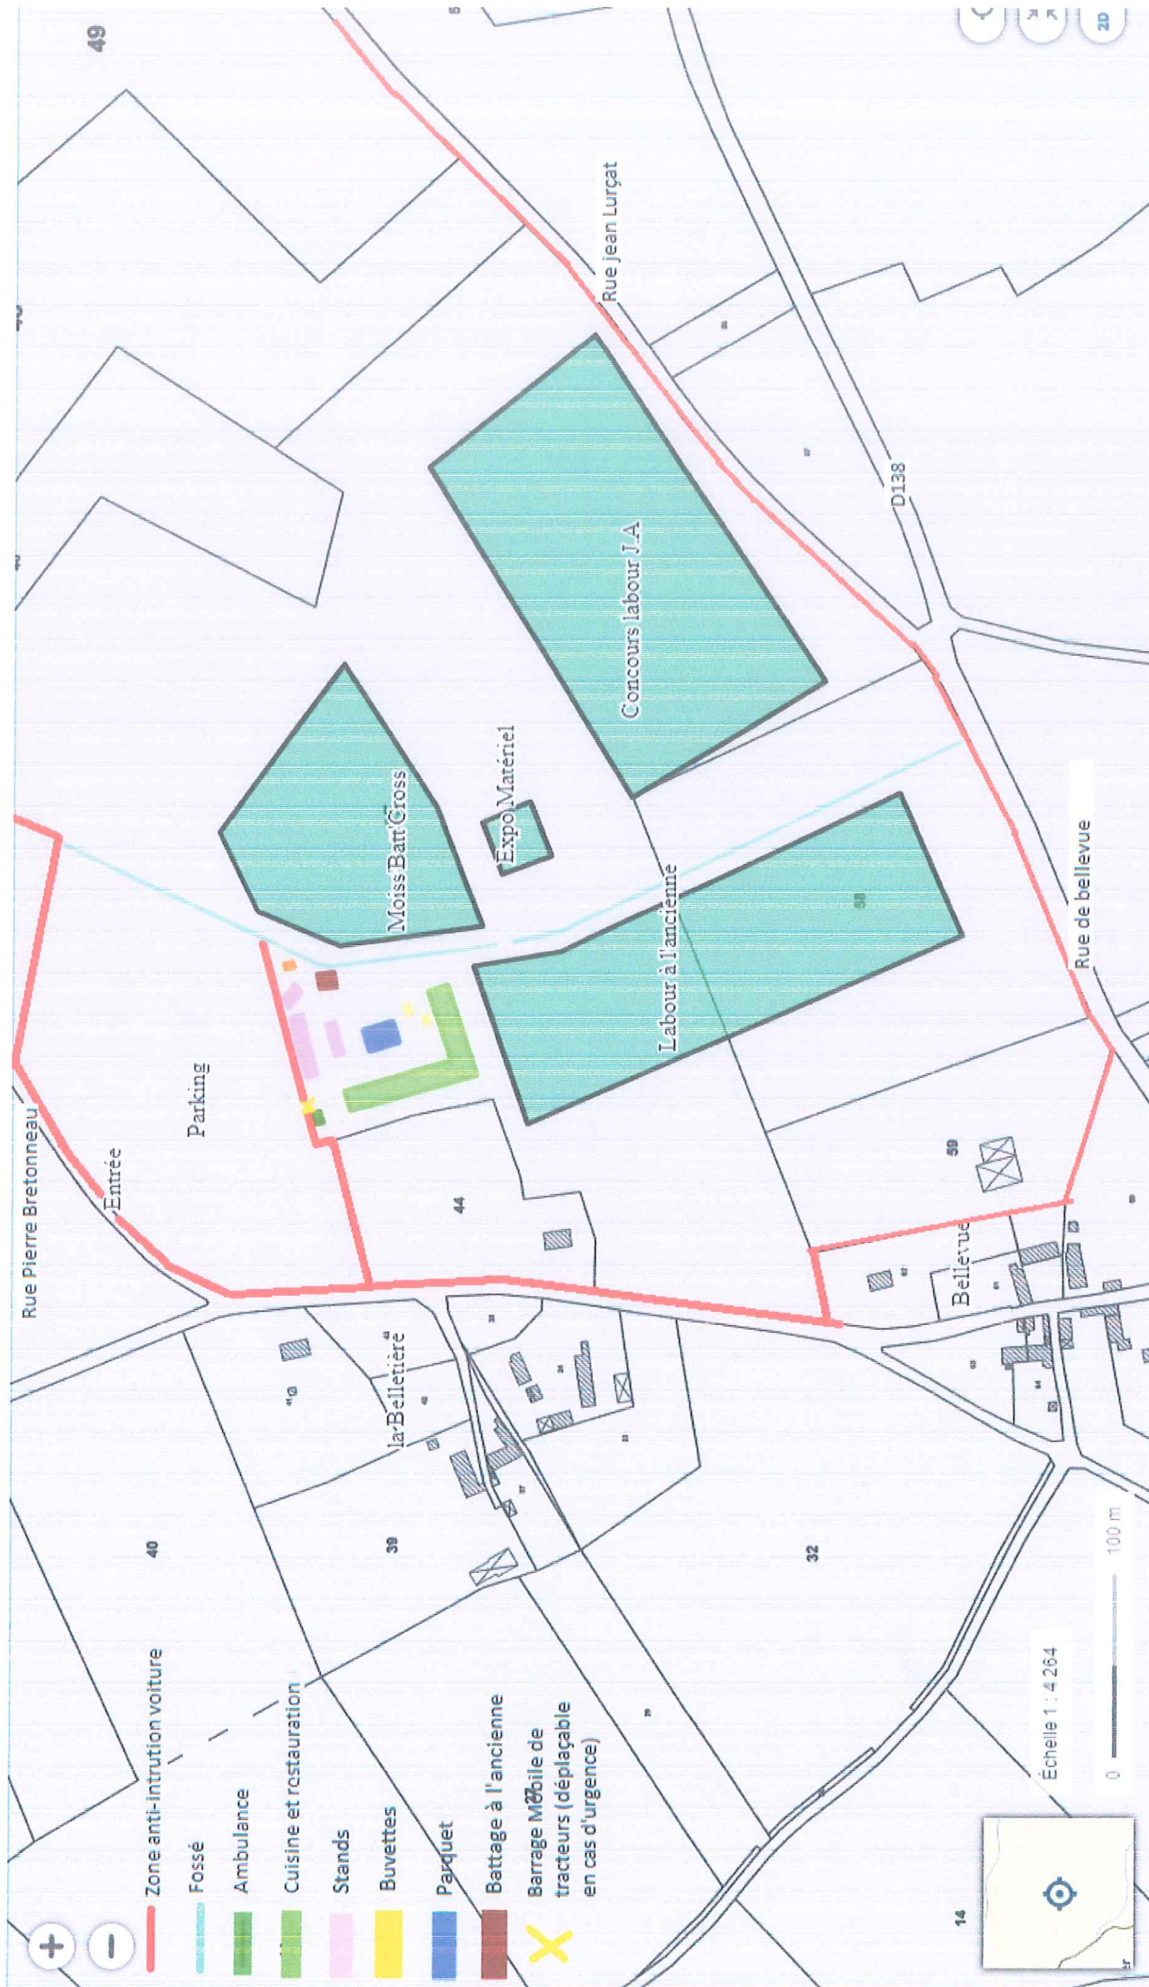 Zone anti-intrution voiture
Fossé
Ambulance
Cuisine et restauration
Stands
Buvettes
Parquet
Battage à l'ancienne
Barrage Mobile de
tracteurs (déplaçable
en cas d'urgence)
27
Rue Pierre Bretonneau
Entrée
Parking
49
40
39
32
14
44
59
58
la Belletière
Moiss Batt'Cross
Expo Matériel
Concours labour J.A
Labour à l'ancienne
Bellevue
Rue jean Lurçat
D138
Rue de bellevue
Échelle 1 : 4 264
0
100 m
2D